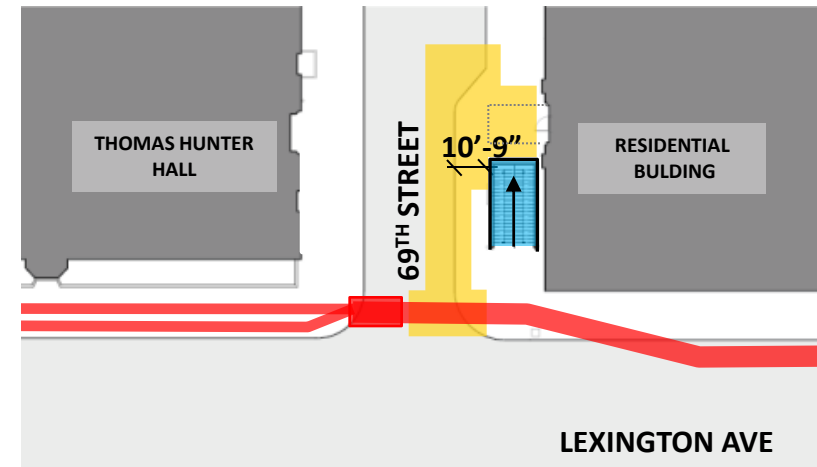 THOMAS HUNTER
HALL
69TH STREET
10’-9”
RESIDENTIAL
BULDING
LEXINGTON AVE